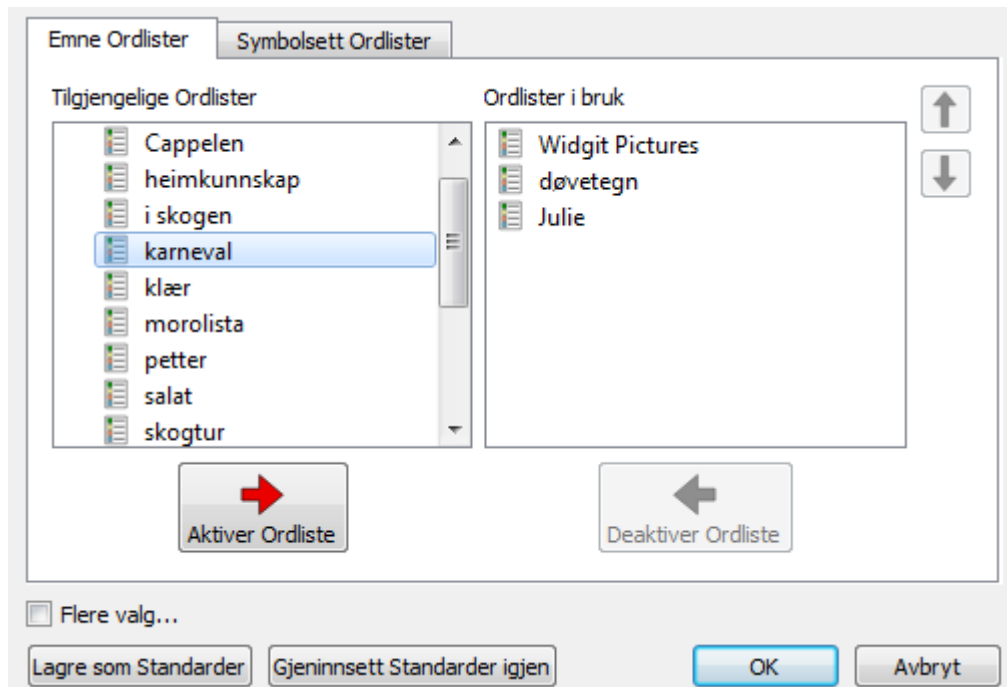 Emne Ordlister
Symbolsett Ordlister
Tilgjengelige Ordlister
Cappelen
heimkunnskap
i skogen
karneval
klær
morolista
petter
salat
skogtur
Ordlister i bruk
Widgit Pictures
døvetegn
Julie
Aktiver Ordliste
Deaktiver Ordliste
Flere valg...
Lagre som Standarder
Gjeninnsett Standarder igjen
OK
Avbryt